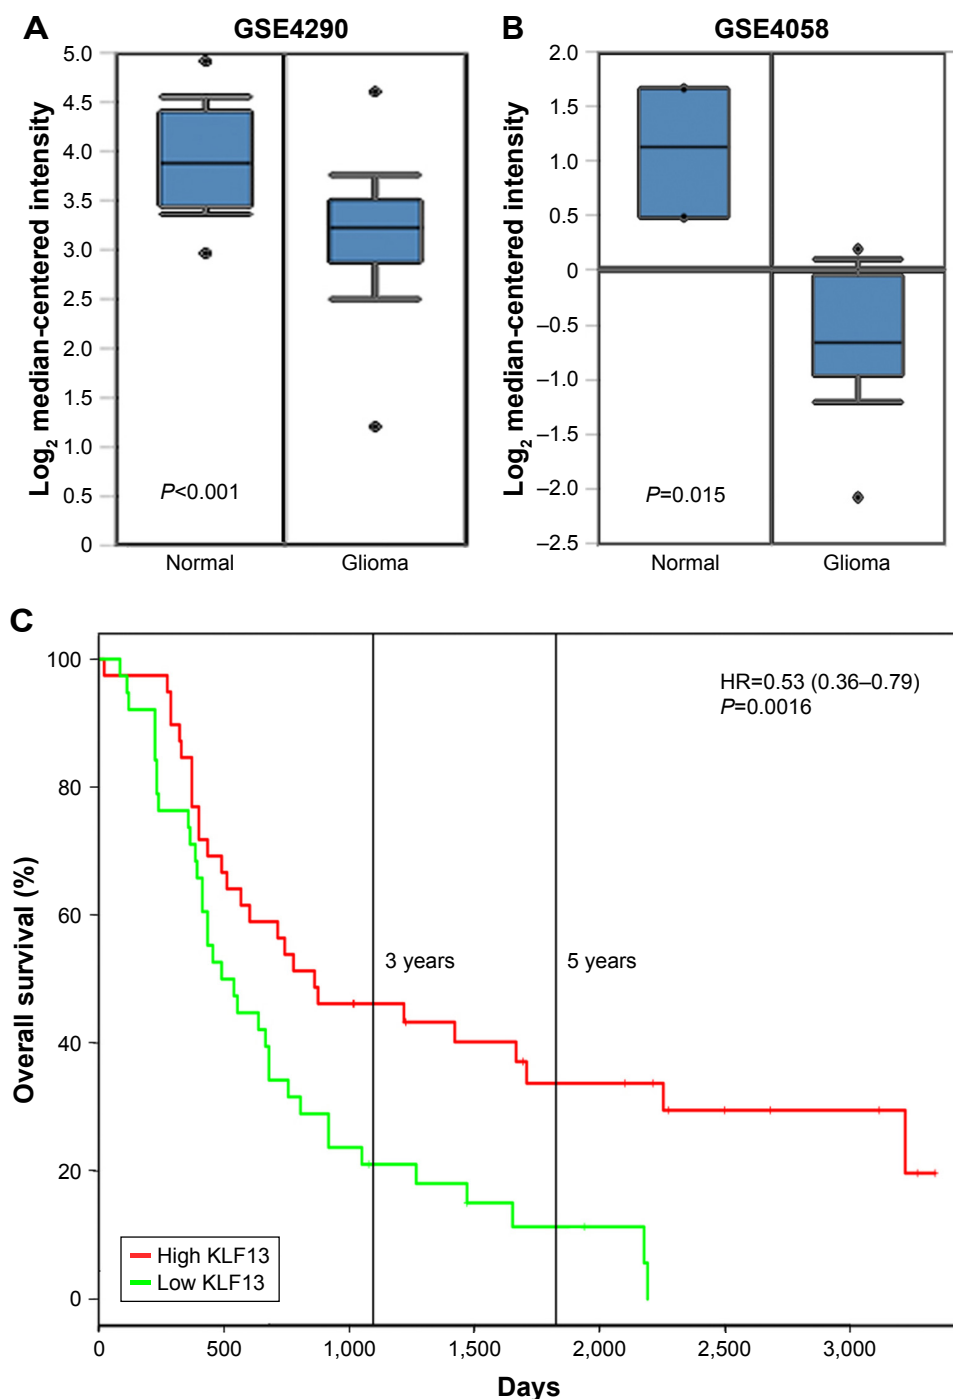 A
GSE4290
Log2 median-centered intensity
5.0
4.5
4.0
3.5
3.0
2.5
2.0
1.5
1.0
0.5
0
P<0.001
Normal
Glioma
B
GSE4058
Log2 median-centered intensity
2.0
1.5
1.0
0.5
0
–0.5
–1.0
–1.5
–2.0
–2.5
P=0.015
Normal
Glioma
C
Overall survival (%)
100
80
60
40
20
0
HR=0.53 (0.36–0.79)
P=0.0016
3 years
5 years
High KLF13
Low KLF13
0
500
1,000
1,500
2,000
2,500
3,000
Days